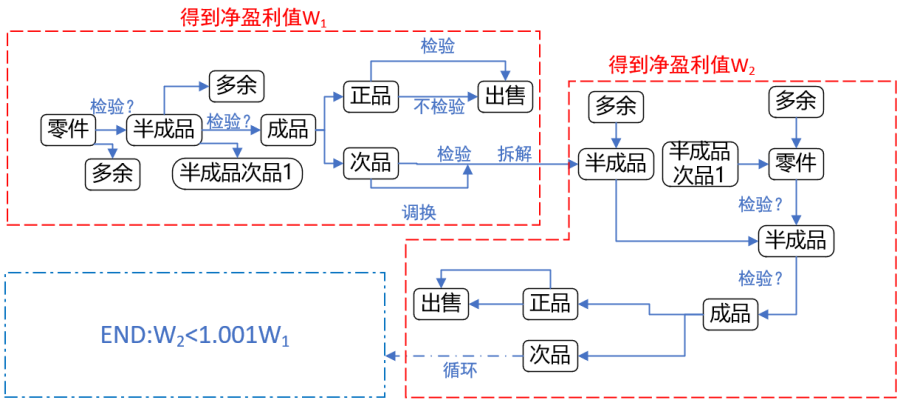 得到净盈利值W₁
检验
多余
正品
出售
检验?
检验?
不检验
零件
半成品
成品
多余
半成品次品1
次品
检验
拆解
调换
得到净盈利值W₂
多余
多余
半成品
半成品
次品1
零件
检验?
半成品
检验?
出售
正品
成品
次品
循环
END:W₂<1.001W₁